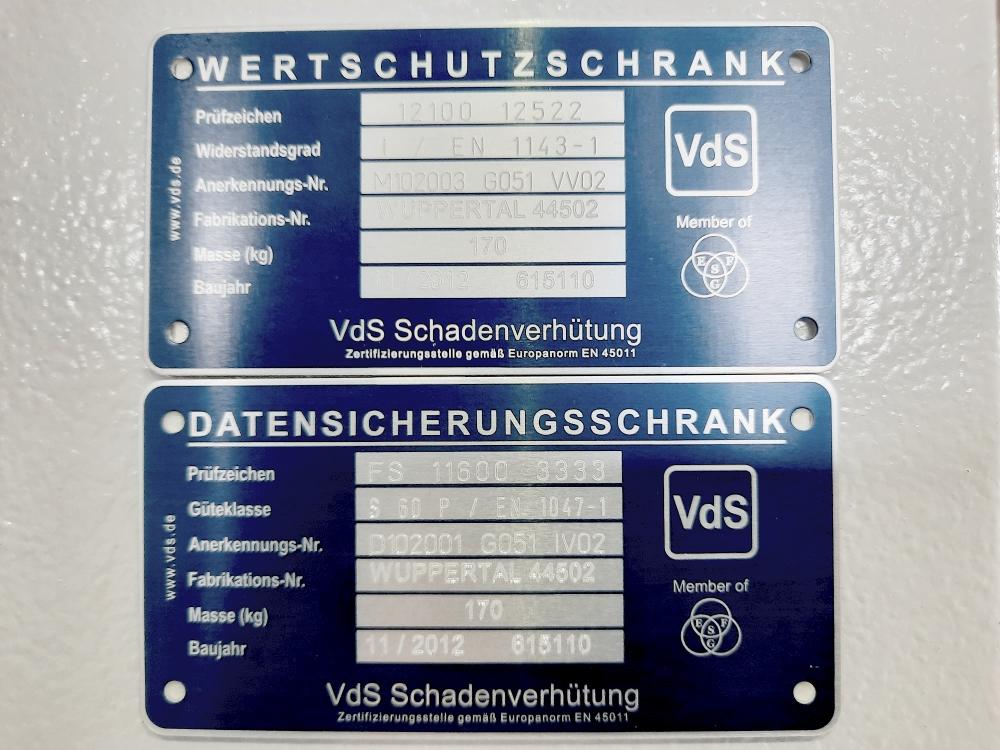 WERTSCHUTZSCHRANK
Prüfzeichen 12100 12522
Widerstandsgrad I / EN 1143-1
Anerkennungs-Nr. M102003 G051 VV02
Fabrikations-Nr. WUPPERTAL 44502
Masse (kg) 170
Baujahr 2012 615110
www.vds.de
VdS
Member of
E S F G
VdS Schadenverhütung
Zertifizierungsstelle gemäß Europanorm EN 45011
DATENSICHERUNGSSCHRANK
Prüfzeichen FS 11600 3333
Güteklasse S 60 P / EN 1047-1
Anerkennungs-Nr. D102001 G051 IV02
Fabrikations-Nr. WUPPERTAL 44502
Masse (kg) 170
Baujahr 11/2012 615110
www.vds.de
VdS
Member of
E S F G
VdS Schadenverhütung
Zertifizierungsstelle gemäß Europanorm EN 45011